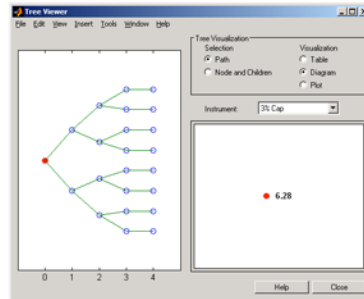 Tree Viewer
File Edit View Insert Tools Window Help
Tree Visualization
Selection Visualization
Path Table
Node and Children Diagram
Plot
Instrument: 3% Cap
6.28
0 1 2 3 4
Help Close